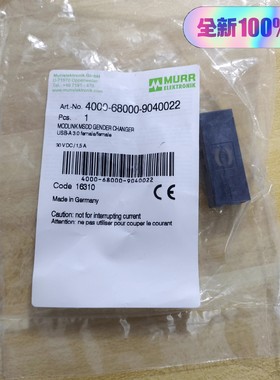 全新100%
MURR
ELEKTRONIK
Art.-No. 4000-68000-9040022
Pcs. 1
MODLINK MSDD GENDER CHANGER
USB-A 3.0 female/female
30 VDC / 1,5 A
4000-68000-9040022
Code 16310
CE
Made in Germany
Caution: not for interrupting current
Attention: ne pas utiliser pour couper le courant